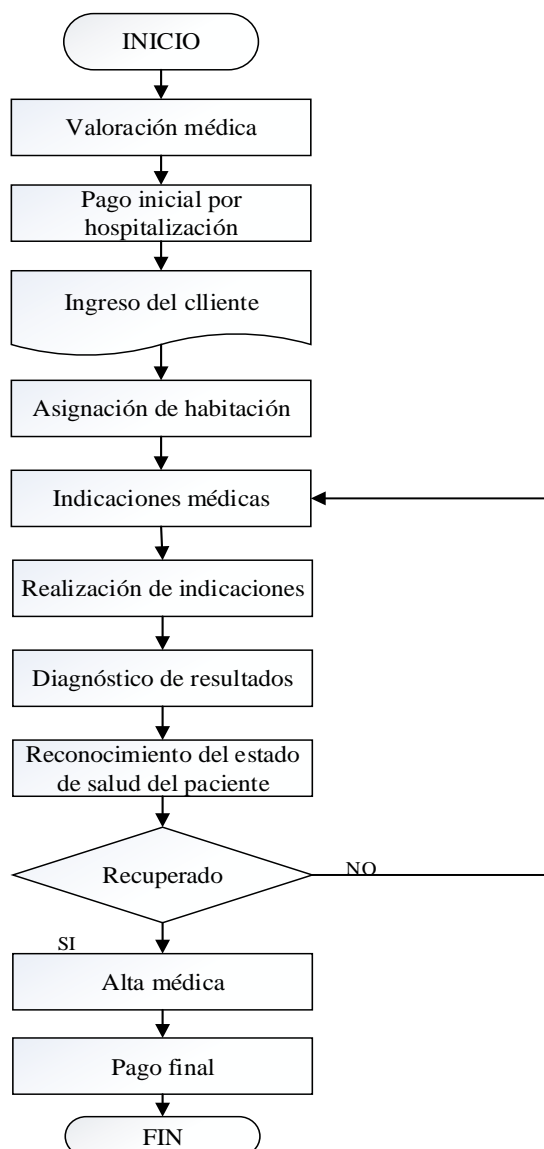 INICIO
Valoración médica
Pago inicial por
hospitalización
Ingreso del clliente
Asignación de habitación
Indicaciones médicas
Realización de indicaciones
Diagnóstico de resultados
Reconocimiento del estado
de salud del paciente
Recuperado
NO
SI
Alta médica
Pago final
FIN